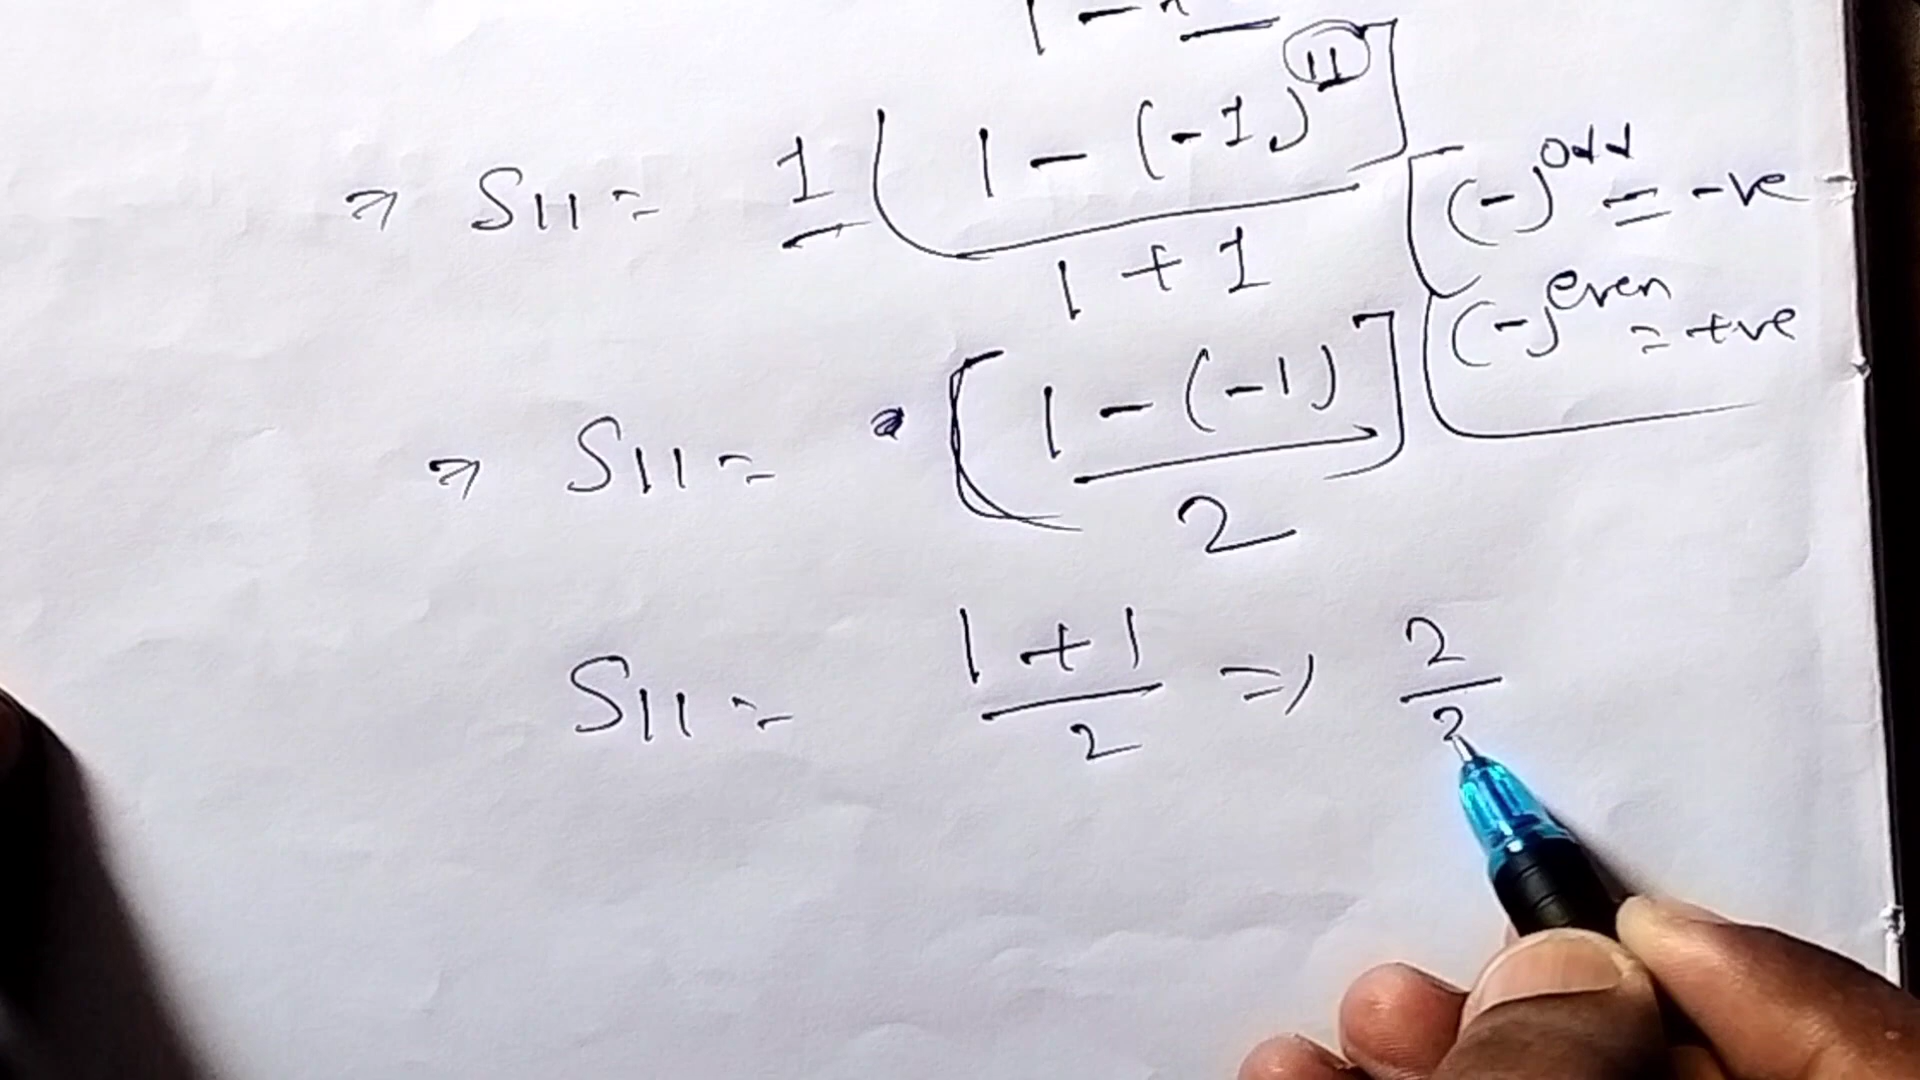 1 -
⇒ S11 = 1 [ 1 - (-1)^11 / 1 + 1 ]
(-)^odd = -ve
(-)^even = +ve
⇒ S11 = [ 1 - (-1) / 2 ]
S11 = 1 + 1 / 2 ⇒ 2 / 2